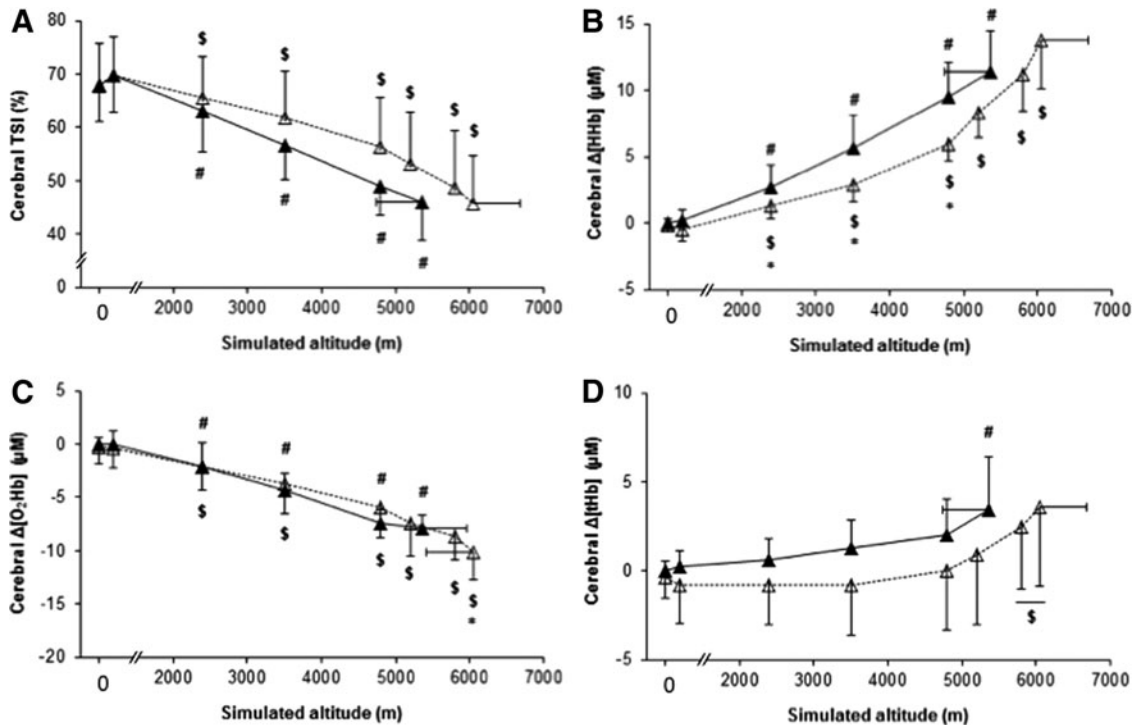 A
Cerebral TSI (%)
80
70
60
50
40
0
$ $ $ $ $ $
# # # #
0 2000 3000 4000 5000 6000 7000
Simulated altitude (m)
B
Cerebral Δ[HHb] (µM)
15
10
5
0
-5
# # # #
$ $ $ $ $ $
* * *
0 2000 3000 4000 5000 6000 7000
Simulated altitude (m)
C
Cerebral Δ[O₂Hb] (µM)
5
0
-5
-10
-15
-20
# # # #
$ $ $ $ $ $
*
0 2000 3000 4000 5000 6000 7000
Simulated altitude (m)
D
Cerebral Δ[tHb] (µM)
10
5
0
-5
#
$
0 2000 3000 4000 5000 6000 7000
Simulated altitude (m)